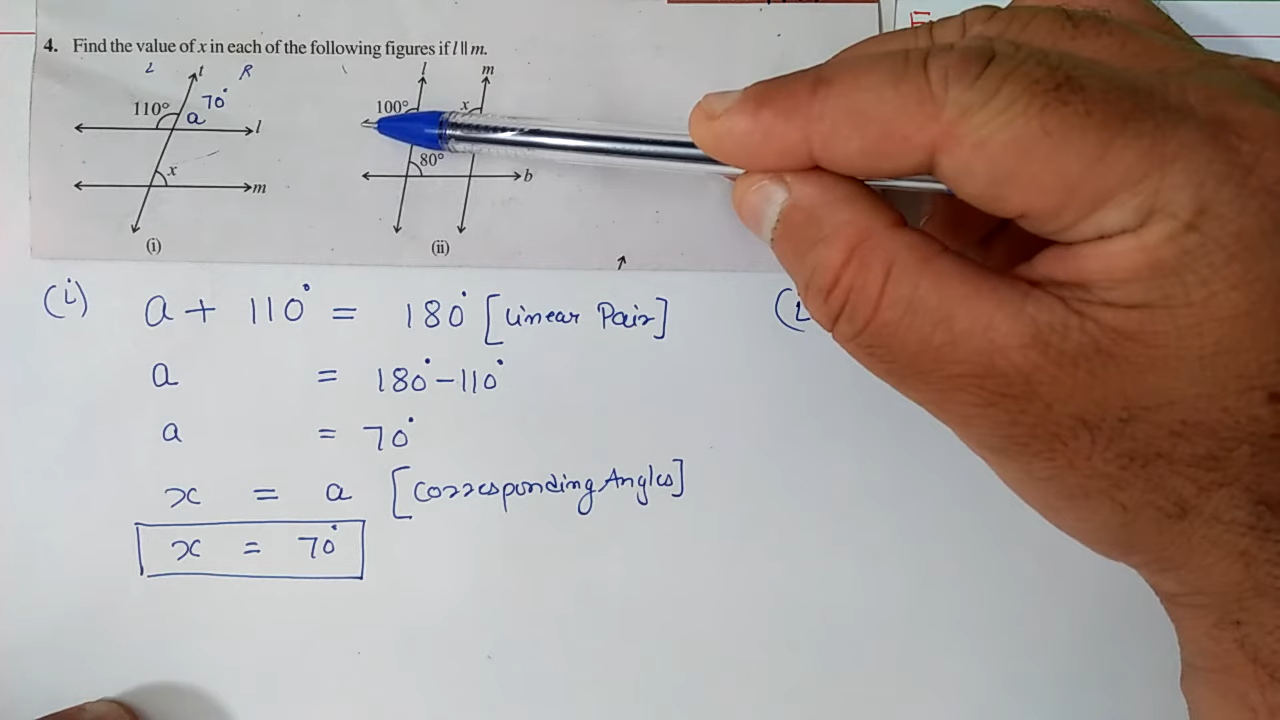 4. Find the value of x in each of the following figures if l || m.
L t R l m
110° 70° 100° x
a l
x 80° b
m
(i) (ii)
(i) a + 110° = 180° [Linear Pair]
a = 180° - 110°
a = 70°
x = a [Corresponding Angles]
x = 70°